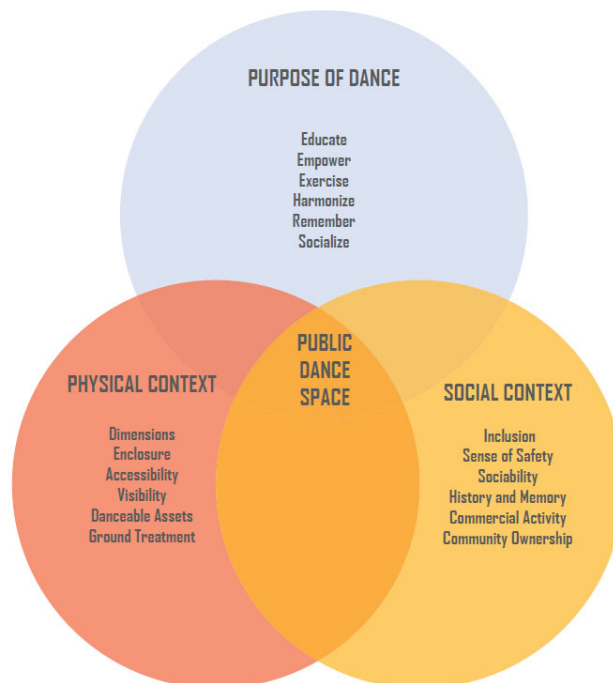 PURPOSE OF DANCE
Educate
Empower
Exercise
Harmonize
Remember
Socialize
PUBLIC
DANCE
SPACE
PHYSICAL CONTEXT
Dimensions
Enclosure
Accessibility
Visibility
Danceable Assets
Ground Treatment
SOCIAL CONTEXT
Inclusion
Sense of Safety
Sociability
History and Memory
Commercial Activity
Community Ownership